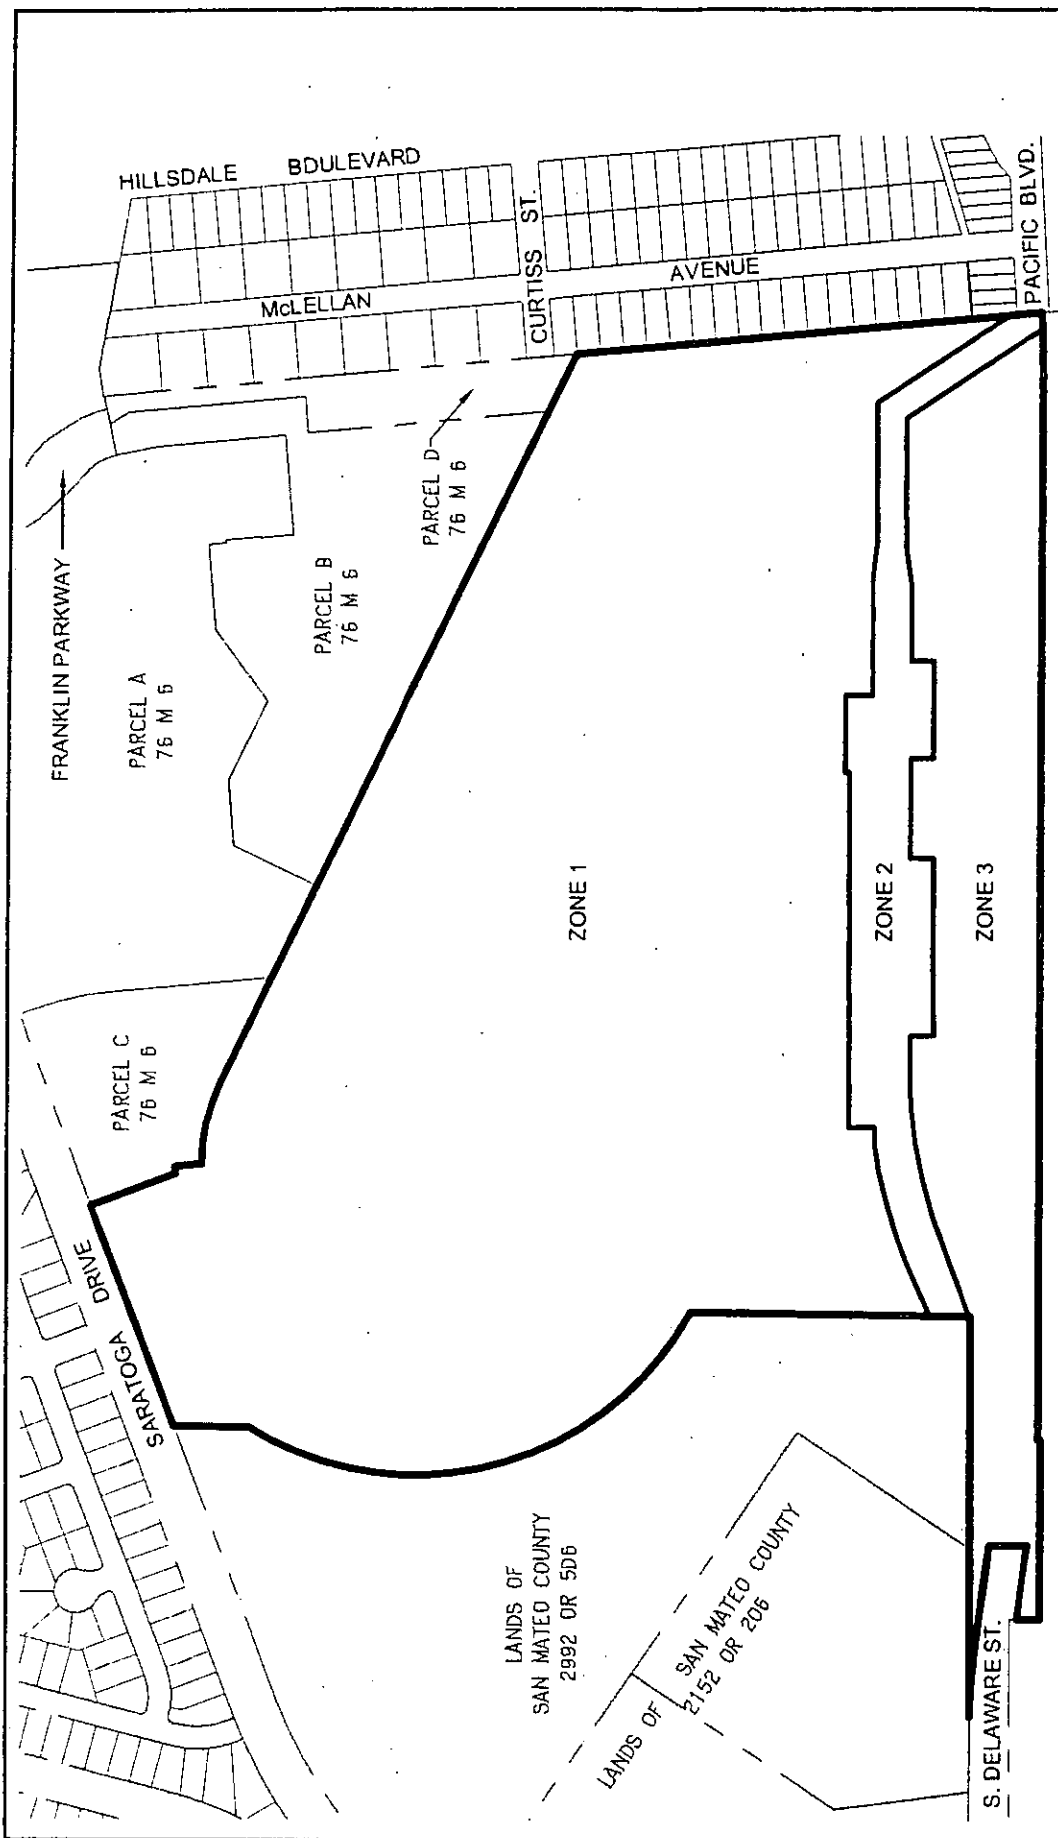 HILLSDALE BDULEVARD
McLELLAN AVENUE
CURTISS ST.
PACIFIC BLVD.
FRANKLIN PARKWAY
PARCEL A
76 M 6
PARCEL B
76 M 6
PARCEL D
76 M 6
PARCEL C
76 M 6
SARATOGA DRIVE
ZONE 1
ZONE 2
ZONE 3
LANDS OF
SAN MATEO COUNTY
2992 OR 5D6
LANDS OF
SAN MATEO COUNTY
2152 OR 206
S. DELAWARE ST.